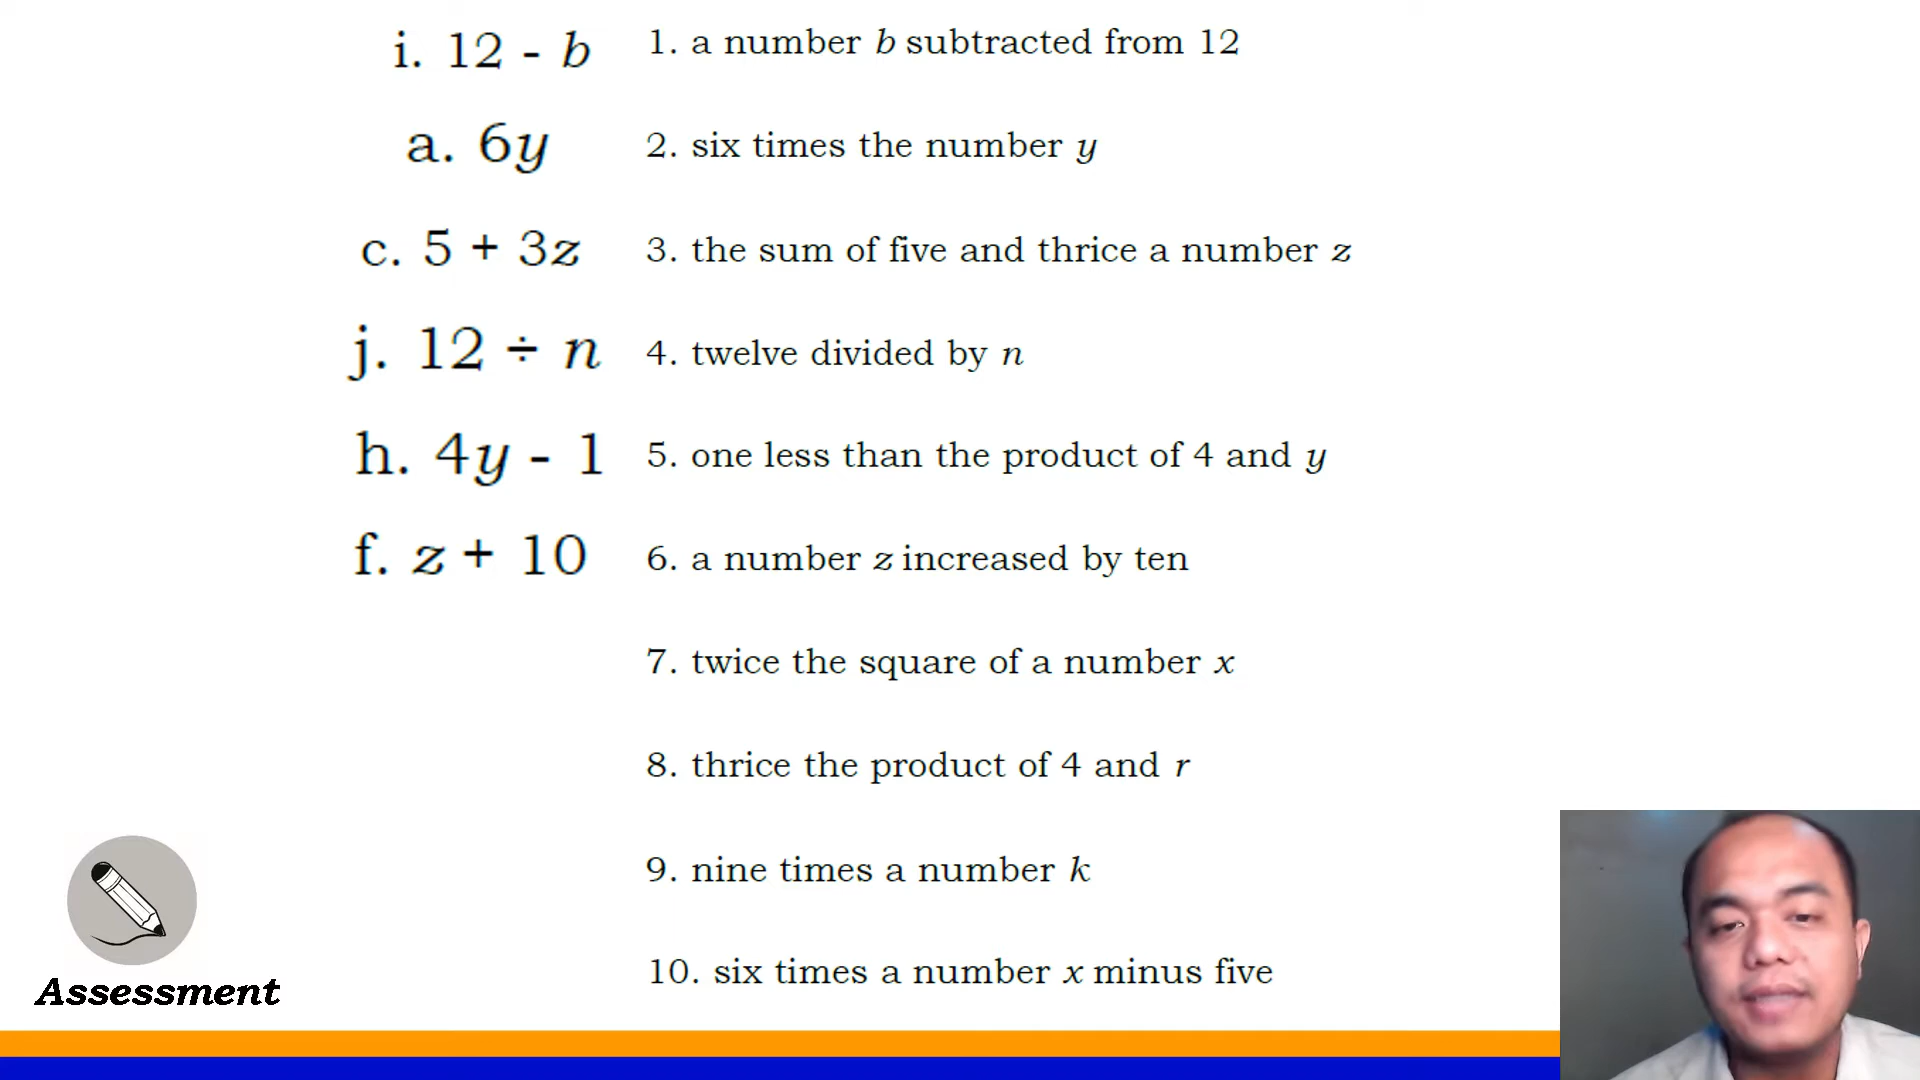 i. 12 - b 1. a number b subtracted from 12
a. 6y 2. six times the number y
c. 5 + 3z 3. the sum of five and thrice a number z
j. 12 ÷ n 4. twelve divided by n
h. 4y - 1 5. one less than the product of 4 and y
f. z + 10 6. a number z increased by ten
7. twice the square of a number x
8. thrice the product of 4 and r
9. nine times a number k
10. six times a number x minus five
Assessment